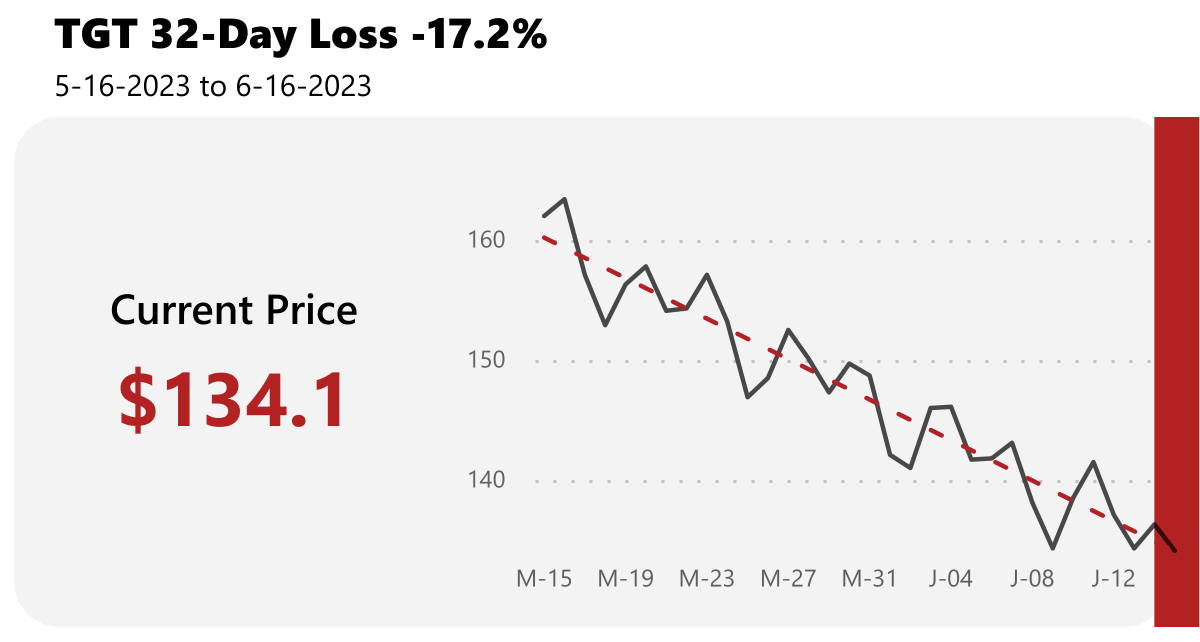 TGT 32-Day Loss -17.2%
5-16-2023 to 6-16-2023
Current Price
$134.1
160
150
140
M-15 M-19 M-23 M-27 M-31 J-04 J-08 J-12